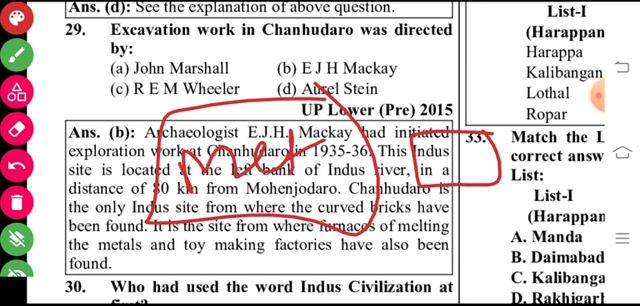 Ans. (d): See the explanation of above question.
29. Excavation work in Chanhudaro was directed
by:
(a) John Marshall (b) E J H Mackay
(c) R E M Wheeler (d) Aurel Stein
UP Lower (Pre) 2015
Ans. (b): Archaeologist E.J.H. Mackay had initiated
exploration work at Chanhudaro in 1935-36. This Indus
site is located at the left bank of Indus river, in a
distance of 80 km from Mohenjodaro. Chanhudaro is
the only Indus site from where the curved bricks have
been found. It is the site from where furnaces of melting
the metals and toy making factories have also been
found.
30. Who had used the word Indus Civilization at
List-I
(Harappan
Harappa
Kalibangan
Lothal
Ropar
33. Match the L
correct answ
List:
List-I
(Harappan
A. Manda
B. Daimabad
C. Kalibanga
D. Rakhigarh